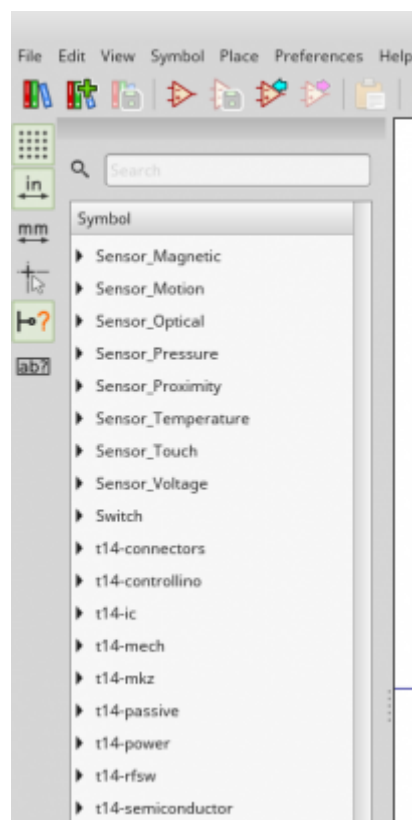 File Edit View Symbol Place Preferences Help
in
Search
mm
Symbol
ab?
Sensor_Magnetic
Sensor_Motion
Sensor_Optical
Sensor_Pressure
Sensor_Proximity
Sensor_Temperature
Sensor_Touch
Sensor_Voltage
Switch
t14-connectors
t14-controllino
t14-ic
t14-mech
t14-mkz
t14-passive
t14-power
t14-rfsw
t14-semiconductor